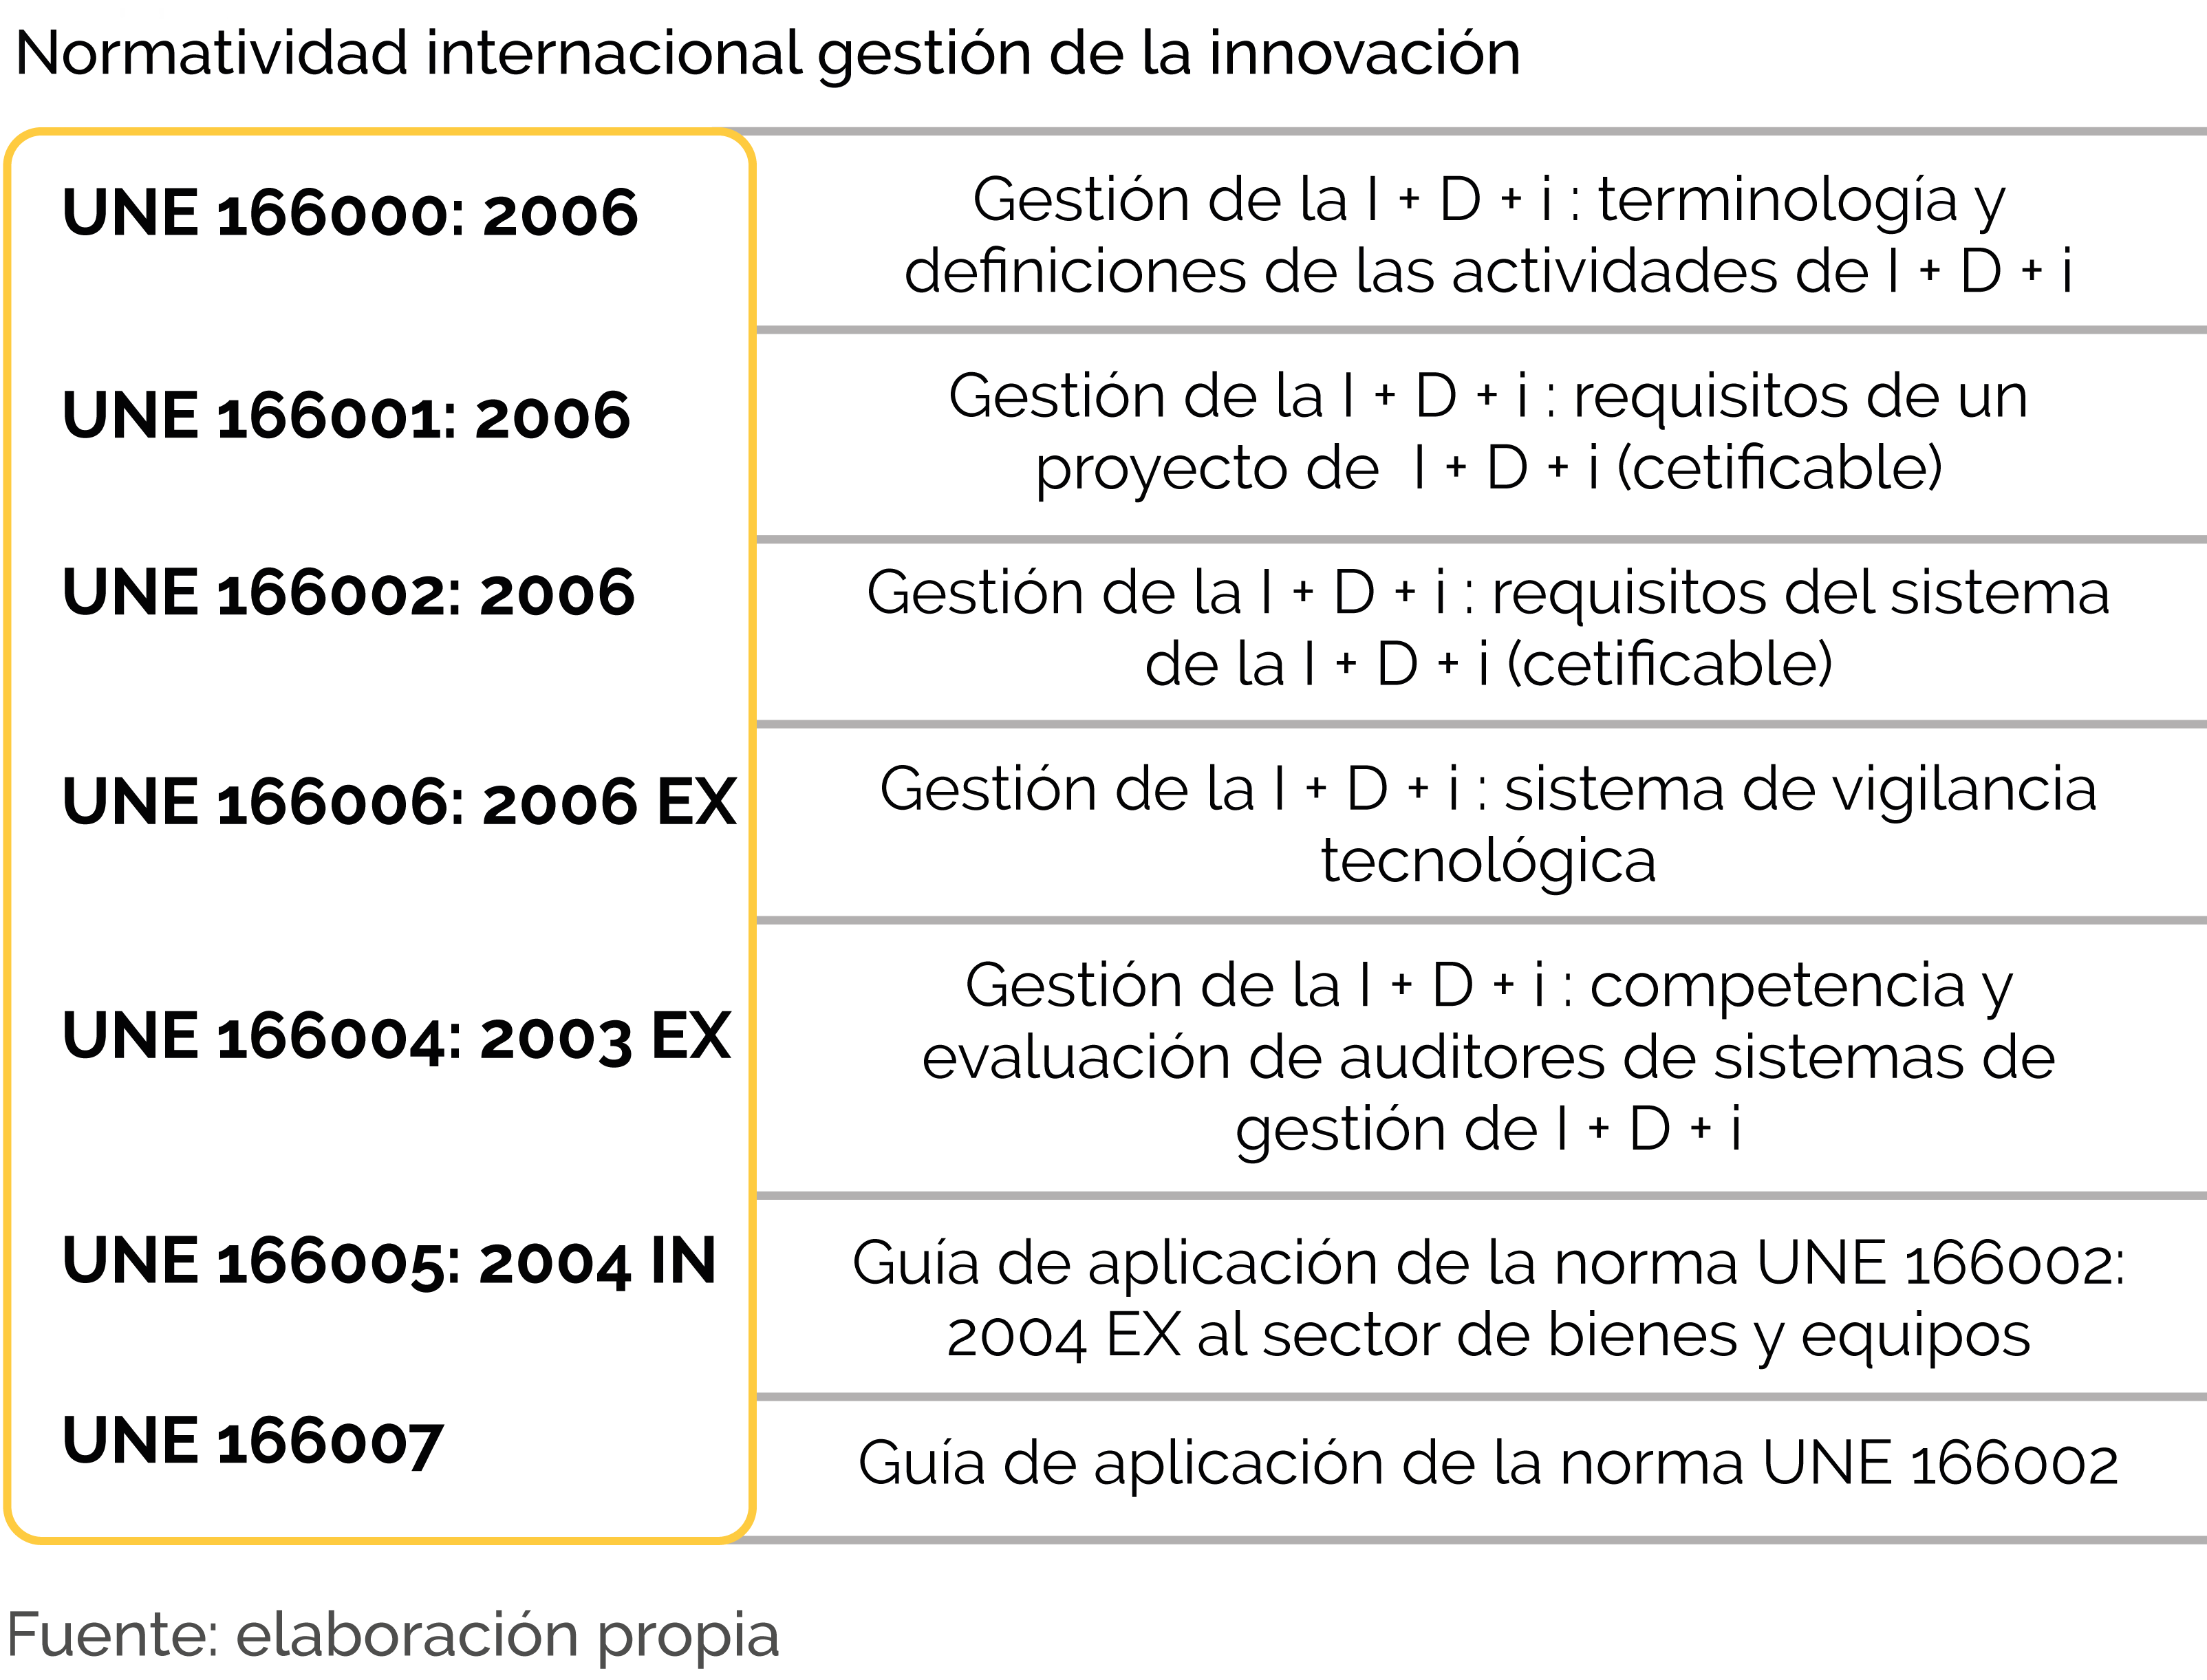 Normatividad internacional gestión de la innovación
UNE 166000: 2006
Gestión de la I + D + i : terminología y
definiciones de las actividades de I + D + i
UNE 166001: 2006
Gestión de la I + D + i : requisitos de un
proyecto de I + D + i (cetificable)
UNE 166002: 2006
Gestión de la I + D + i : requisitos del sistema
de la I + D + i (cetificable)
UNE 166006: 2006 EX
Gestión de la I + D + i : sistema de vigilancia
tecnológica
UNE 166004: 2003 EX
Gestión de la I + D + i : competencia y
evaluación de auditores de sistemas de
gestión de I + D + i
UNE 166005: 2004 IN
Guía de aplicación de la norma UNE 166002:
2004 EX al sector de bienes y equipos
UNE 166007
Guía de aplicación de la norma UNE 166002
Fuente: elaboración propia